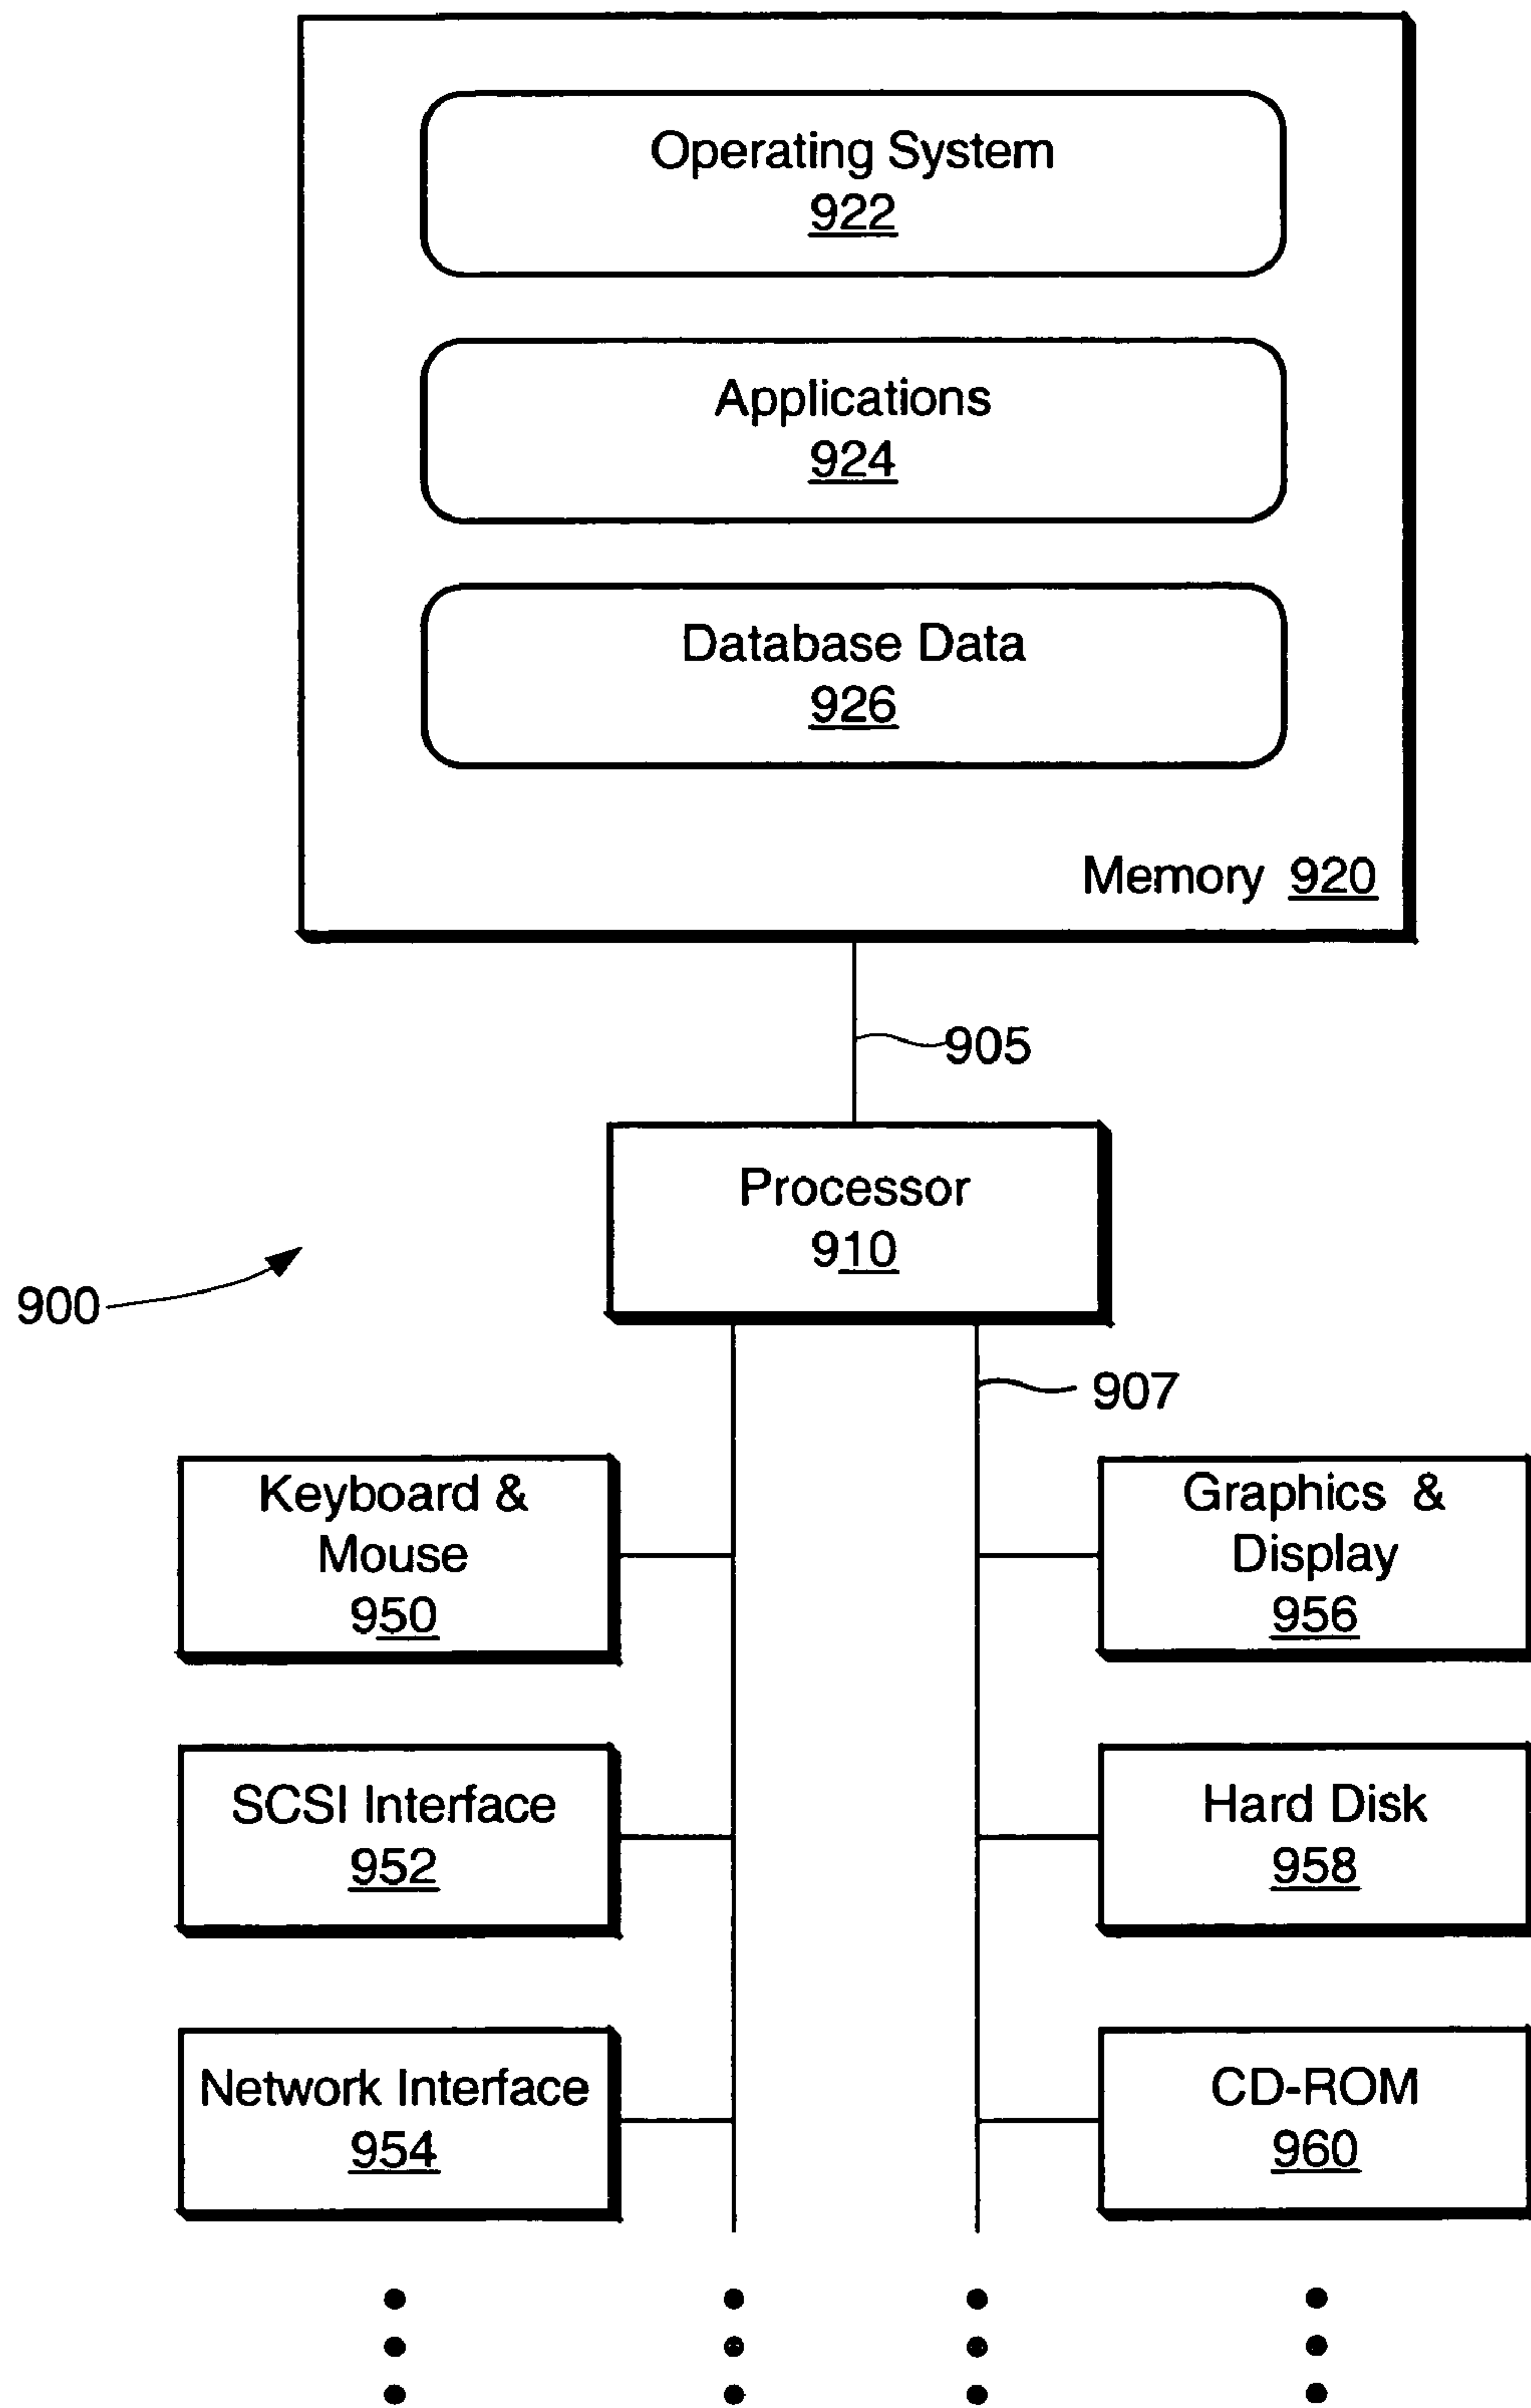 Operating System
922
Applications
924
Database Data
926
Memory 920
905
Processor
910
900
907
Keyboard &
Mouse
950
Graphics &
Display
956
SCSI Interface
952
Hard Disk
958
Network Interface
954
CD-ROM
960